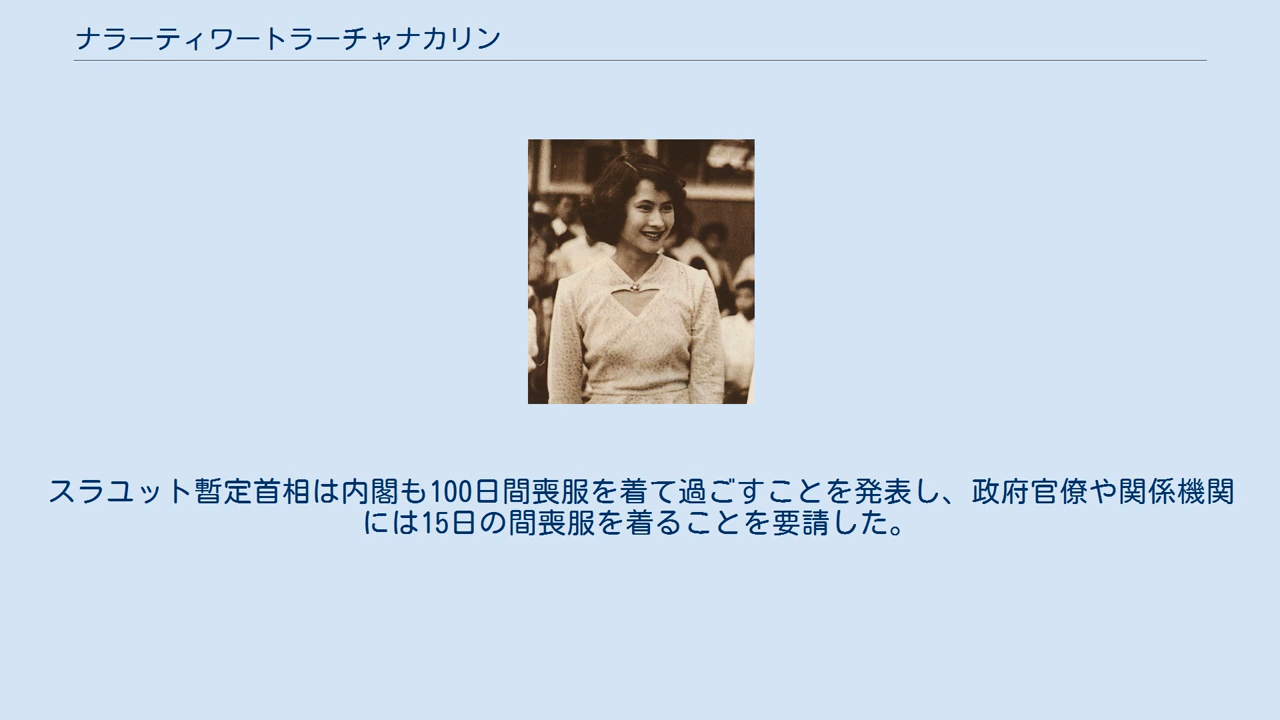 ナラーティワートラーチャナカリン
スラユット暫定首相は内閣も100日間喪服を着て過ごすことを発表し、政府官僚や関係機関
には15日の間喪服を着ることを要請した。